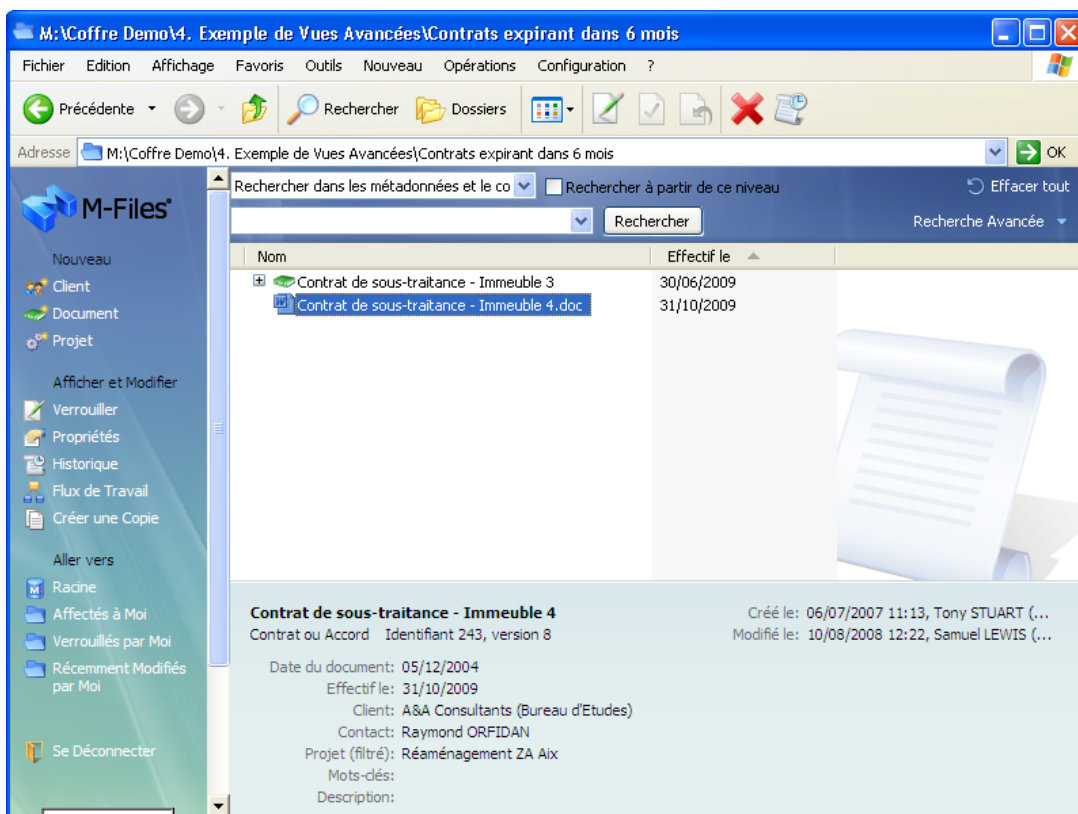 M:\Coffre Demo\4. Exemple de Vues Avancées\Contrats expirant dans 6 mois
Fichier Edition Affichage Favoris Outils Nouveau Opérations Configuration ?
Précédente Rechercher Dossiers
Adresse M:\Coffre Demo\4. Exemple de Vues Avancées\Contrats expirant dans 6 mois OK
M-Files®
Rechercher dans les métadonnées et le co Rechercher à partir de ce niveau Effacer tout
Rechercher Recherche Avancée
Nouveau
Client
Document
Projet
Afficher et Modifier
Verrouiller
Propriétés
Historique
Flux de Travail
Créer une Copie
Aller vers
Racine
Affectés à Moi
Verrouillés par Moi
Récemment Modifiés
par Moi
Se Déconnecter
Nom Effectif le
Contrat de sous-traitance - Immeuble 3 30/06/2009
Contrat de sous-traitance - Immeuble 4.doc 31/10/2009
Contrat de sous-traitance - Immeuble 4 Créé le: 06/07/2007 11:13, Tony STUART (...
Contrat ou Accord Identifiant 243, version 8 Modifié le: 10/08/2008 12:22, Samuel LEWIS (...
Date du document: 05/12/2004
Effectif le: 31/10/2009
Client: A&A Consultants (Bureau d'Etudes)
Contact: Raymond ORFIDAN
Projet (filtré): Réaménagement ZA Aix
Mots-clés:
Description: